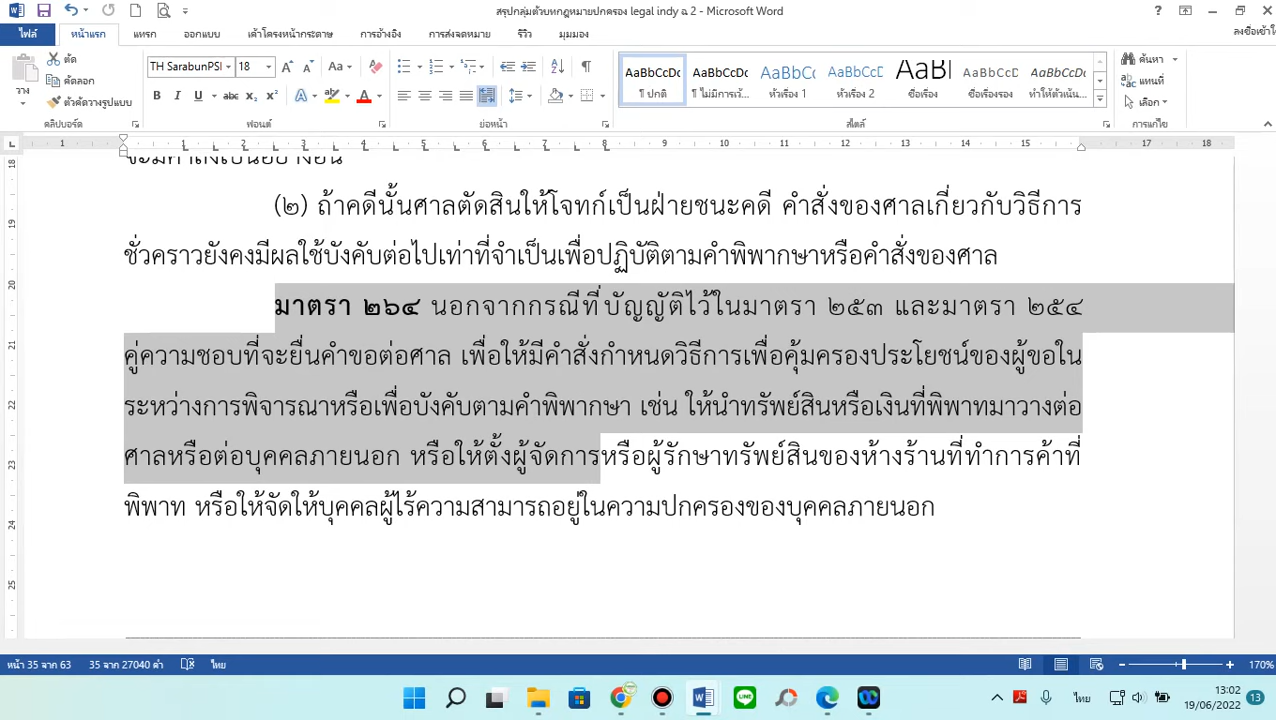 สรุปกลุ่มตัวบทกฎหมายปกครอง legal indy ฉ 2 - Microsoft Word
ไฟล์ หน้าแรก แทรก ออกแบบ เค้าโครงหน้ากระดาษ การอ้างอิง การส่งจดหมาย รีวิว มุมมอง
ลงชื่อเข้าใ
วาง
ตัด
คัดลอก
ตัวคัดวางรูปแบบ
คลิปบอร์ด
TH SarabunPSI 18
ฟอนต์
ย่อหน้า
AaBbCcDc AaBbCcDc AaBbCcDc AaBbCcDc AaBl AaBbCcDc AaBbCcDc
¶ ปกติ ¶ ไม่มีการเว้... หัวเรื่อง 1 หัวเรื่อง 2 ชื่อเรื่อง ชื่อเรื่องรอง ทำให้ตัวเน้น...
สไตล์
ค้นหา
แทนที่
เลือก
การแก้ไข
(๒) ถ้าคดีนั้นศาลตัดสินให้โจทก์เป็นฝ่ายชนะคดี คำสั่งของศาลเกี่ยวกับวิธีการ
ชั่วคราวยังคงมีผลใช้บังคับต่อไปเท่าที่จำเป็นเพื่อปฏิบัติตามคำพิพากษาหรือคำสั่งของศาล
มาตรา ๒๖๔ นอกจากกรณีที่บัญญัติไว้ในมาตรา ๒๕๓ และมาตรา ๒๕๔
คู่ความชอบที่จะยื่นคำขอต่อศาล เพื่อให้มีคำสั่งกำหนดวิธีการเพื่อคุ้มครองประโยชน์ของผู้ขอใน
ระหว่างการพิจารณาหรือเพื่อบังคับตามคำพิพากษา เช่น ให้นำทรัพย์สินหรือเงินที่พิพาทมาวางต่อ
ศาลหรือต่อบุคคลภายนอก หรือให้ตั้งผู้จัดการหรือผู้รักษาทรัพย์สินของห้างร้านที่ทำการค้าที่
พิพาท หรือให้จัดให้บุคคลผู้ไร้ความสามารถอยู่ในความปกครองของบุคคลภายนอก
หน้า 35 จาก 63 35 จาก 27040 คำ ไทย 170%
ไทย 13:02
19/06/2022 13